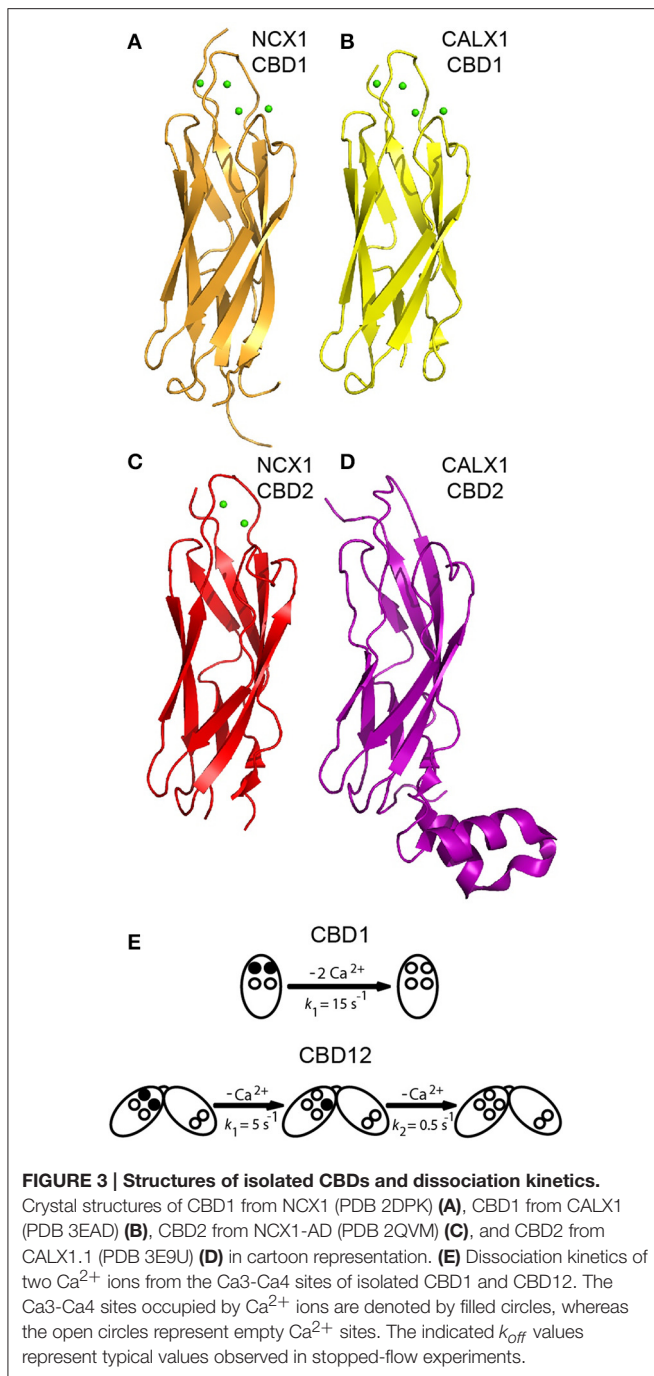 A
NCX1
CBD1
B
CALX1
CBD1
C
NCX1
CBD2
D
CALX1
CBD2
E
CBD1
-2 Ca2+
k1 = 15 s-1
CBD12
-Ca2+
k1 = 5 s-1
-Ca2+
k2 = 0.5 s-1
FIGURE 3 | Structures of isolated CBDs and dissociation kinetics.
Crystal structures of CBD1 from NCX1 (PDB 2DPK) (A), CBD1 from CALX1
(PDB 3EAD) (B), CBD2 from NCX1-AD (PDB 2QVM) (C), and CBD2 from
CALX1.1 (PDB 3E9U) (D) in cartoon representation. (E) Dissociation kinetics of
two Ca2+ ions from the Ca3-Ca4 sites of isolated CBD1 and CBD12. The
Ca3-Ca4 sites occupied by Ca2+ ions are denoted by filled circles, whereas
the open circles represent empty Ca2+ sites. The indicated koff values
represent typical values observed in stopped-flow experiments.